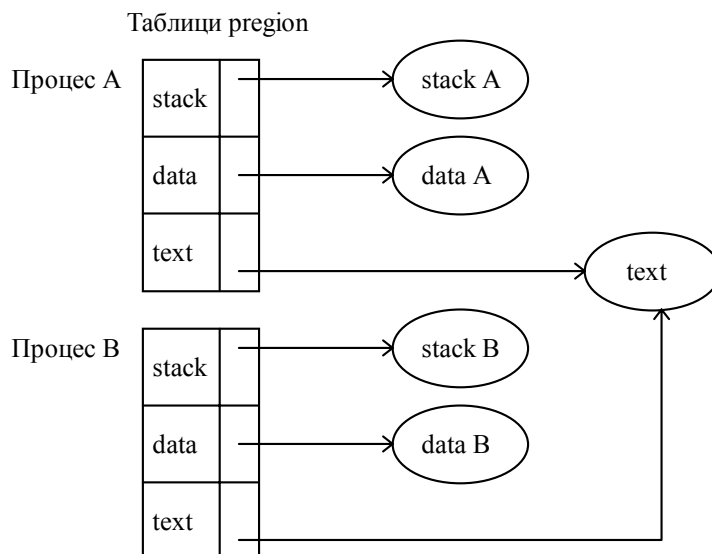 Таблици pregion
Процес A
stack
stack A
data
data A
text
text
Процес B
stack
stack B
data
data B
text